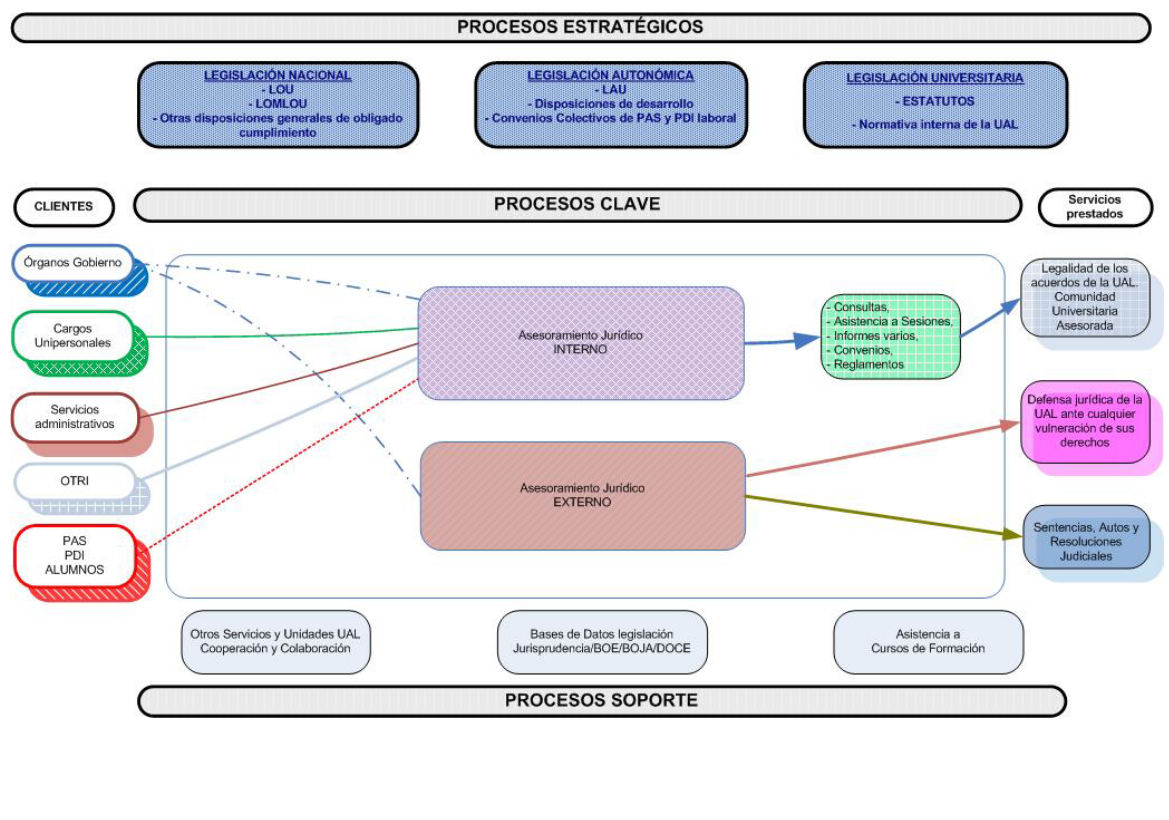 PROCESOS ESTRATÉGICOS
LEGISLACIÓN NACIONAL
- LOU
- LOMLOU
- Otras disposiciones generales de obligado
cumplimiento
LEGISLACIÓN AUTONÓMICA
- LAU
- Disposiciones de desarrollo
- Convenios Colectivos de PAS y PDI laboral
LEGISLACIÓN UNIVERSITARIA
- ESTATUTOS
- Normativa interna de la UAL
CLIENTES
PROCESOS CLAVE
Servicios
prestados
Órganos Gobierno
Cargos
Unipersonales
Servicios
administrativos
OTRI
PAS
PDI
ALUMNOS
Asesoramiento Jurídico
INTERNO
Asesoramiento Jurídico
EXTERNO
- Consultas,
- Asistencia a Sesiones,
- Informes varios,
- Convenios,
- Reglamentos
Legalidad de los
acuerdos de la UAL.
Comunidad
Universitaria
Asesorada
Defensa jurídica de la
UAL ante cualquier
vulneración de sus
derechos
Sentencias, Autos y
Resoluciones
Judiciales
Otros Servicios y Unidades UAL
Cooperación y Colaboración
Bases de Datos legislación
Jurisprudencia/BOE/BOJA/DOCE
Asistencia a
Cursos de Formación
PROCESOS SOPORTE